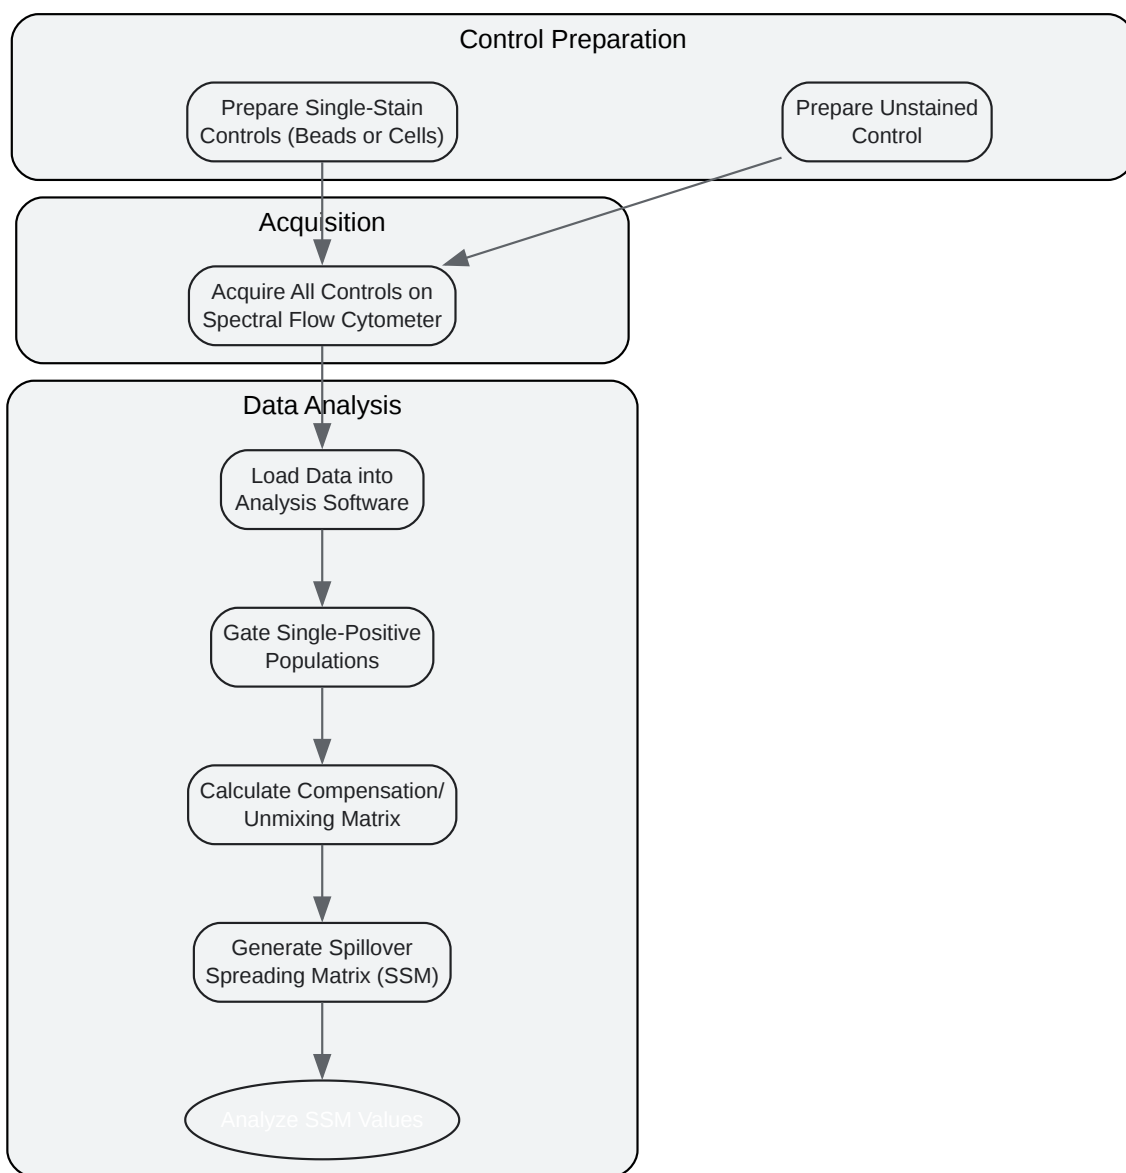 Control Preparation
Prepare Single-Stain
Controls (Beads or Cells)
Prepare Unstained
Control
Acquisition
Acquire All Controls on
Spectral Flow Cytometer
Data Analysis
Load Data into
Analysis Software
Gate Single-Positive
Populations
Calculate Compensation/
Unmixing Matrix
Generate Spillover
Spreading Matrix (SSM)
Analyze SSM Values